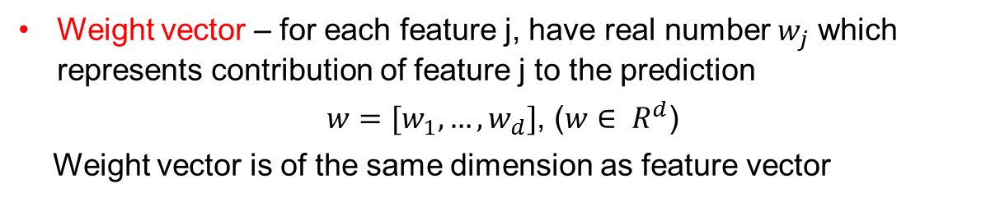 • Weight vector – for each feature j, have real number $w_j$ which
represents contribution of feature j to the prediction
$w = [w_1, \ldots, w_d], (w \in R^d)$
Weight vector is of the same dimension as feature vector